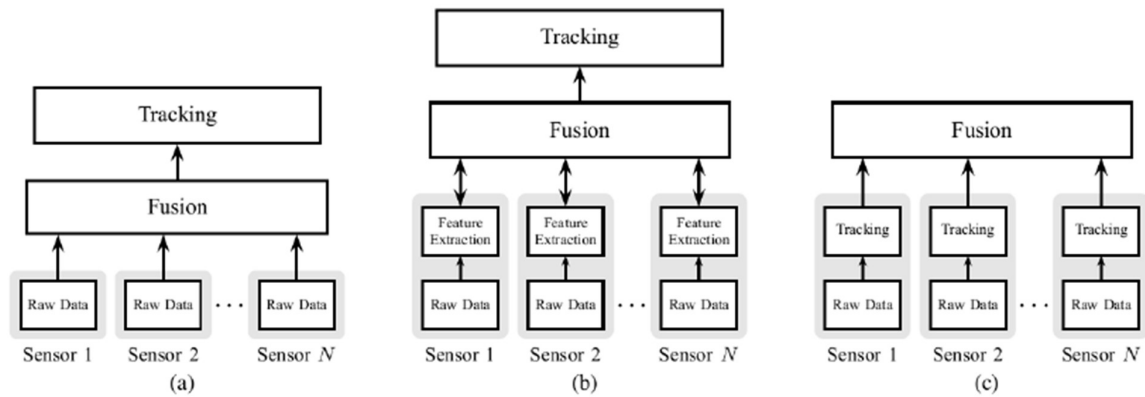 Tracking
Fusion
Raw Data Raw Data ... Raw Data
Sensor 1 Sensor 2 Sensor N
(a)
Tracking
Fusion
Feature Extraction Feature Extraction Feature Extraction
Raw Data Raw Data ... Raw Data
Sensor 1 Sensor 2 Sensor N
(b)
Fusion
Tracking Tracking Tracking
Raw Data Raw Data ... Raw Data
Sensor 1 Sensor 2 Sensor N
(c)